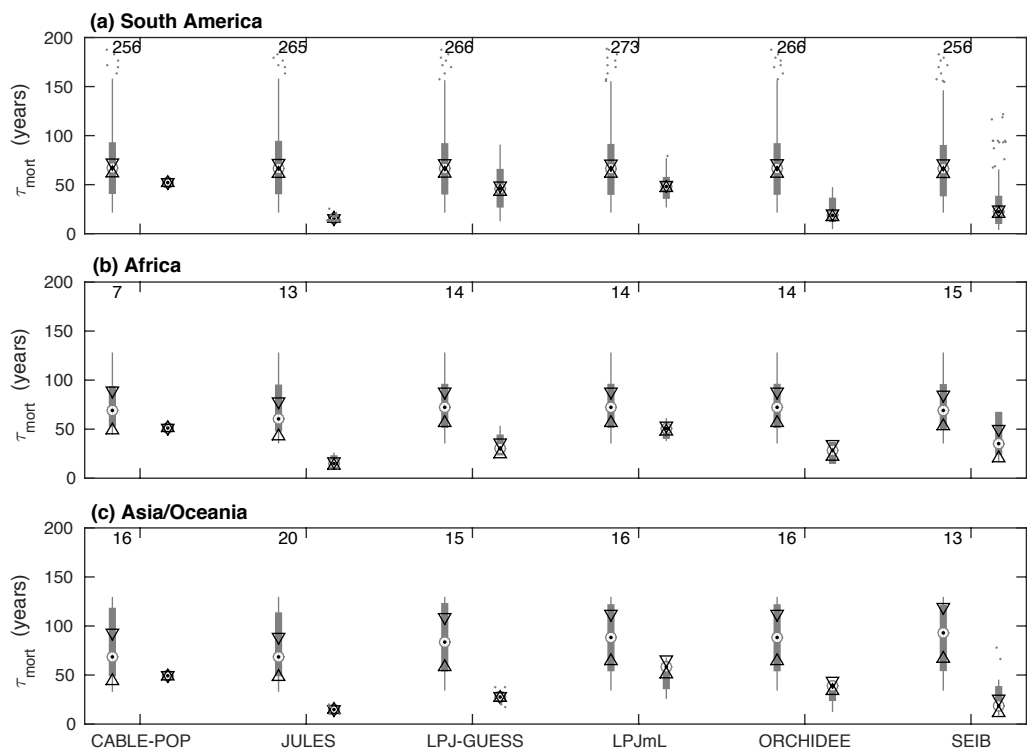 (a) South America
200
256 265 266 273 266 256
150
100
50
0
τmort (years)
(b) Africa
200
7 13 14 14 14 15
150
100
50
0
τmort (years)
(c) Asia/Oceania
200
16 20 15 16 16 13
150
100
50
0
τmort (years)
CABLE-POP JULES LPJ-GUESS LPJmL ORCHIDEE SEIB